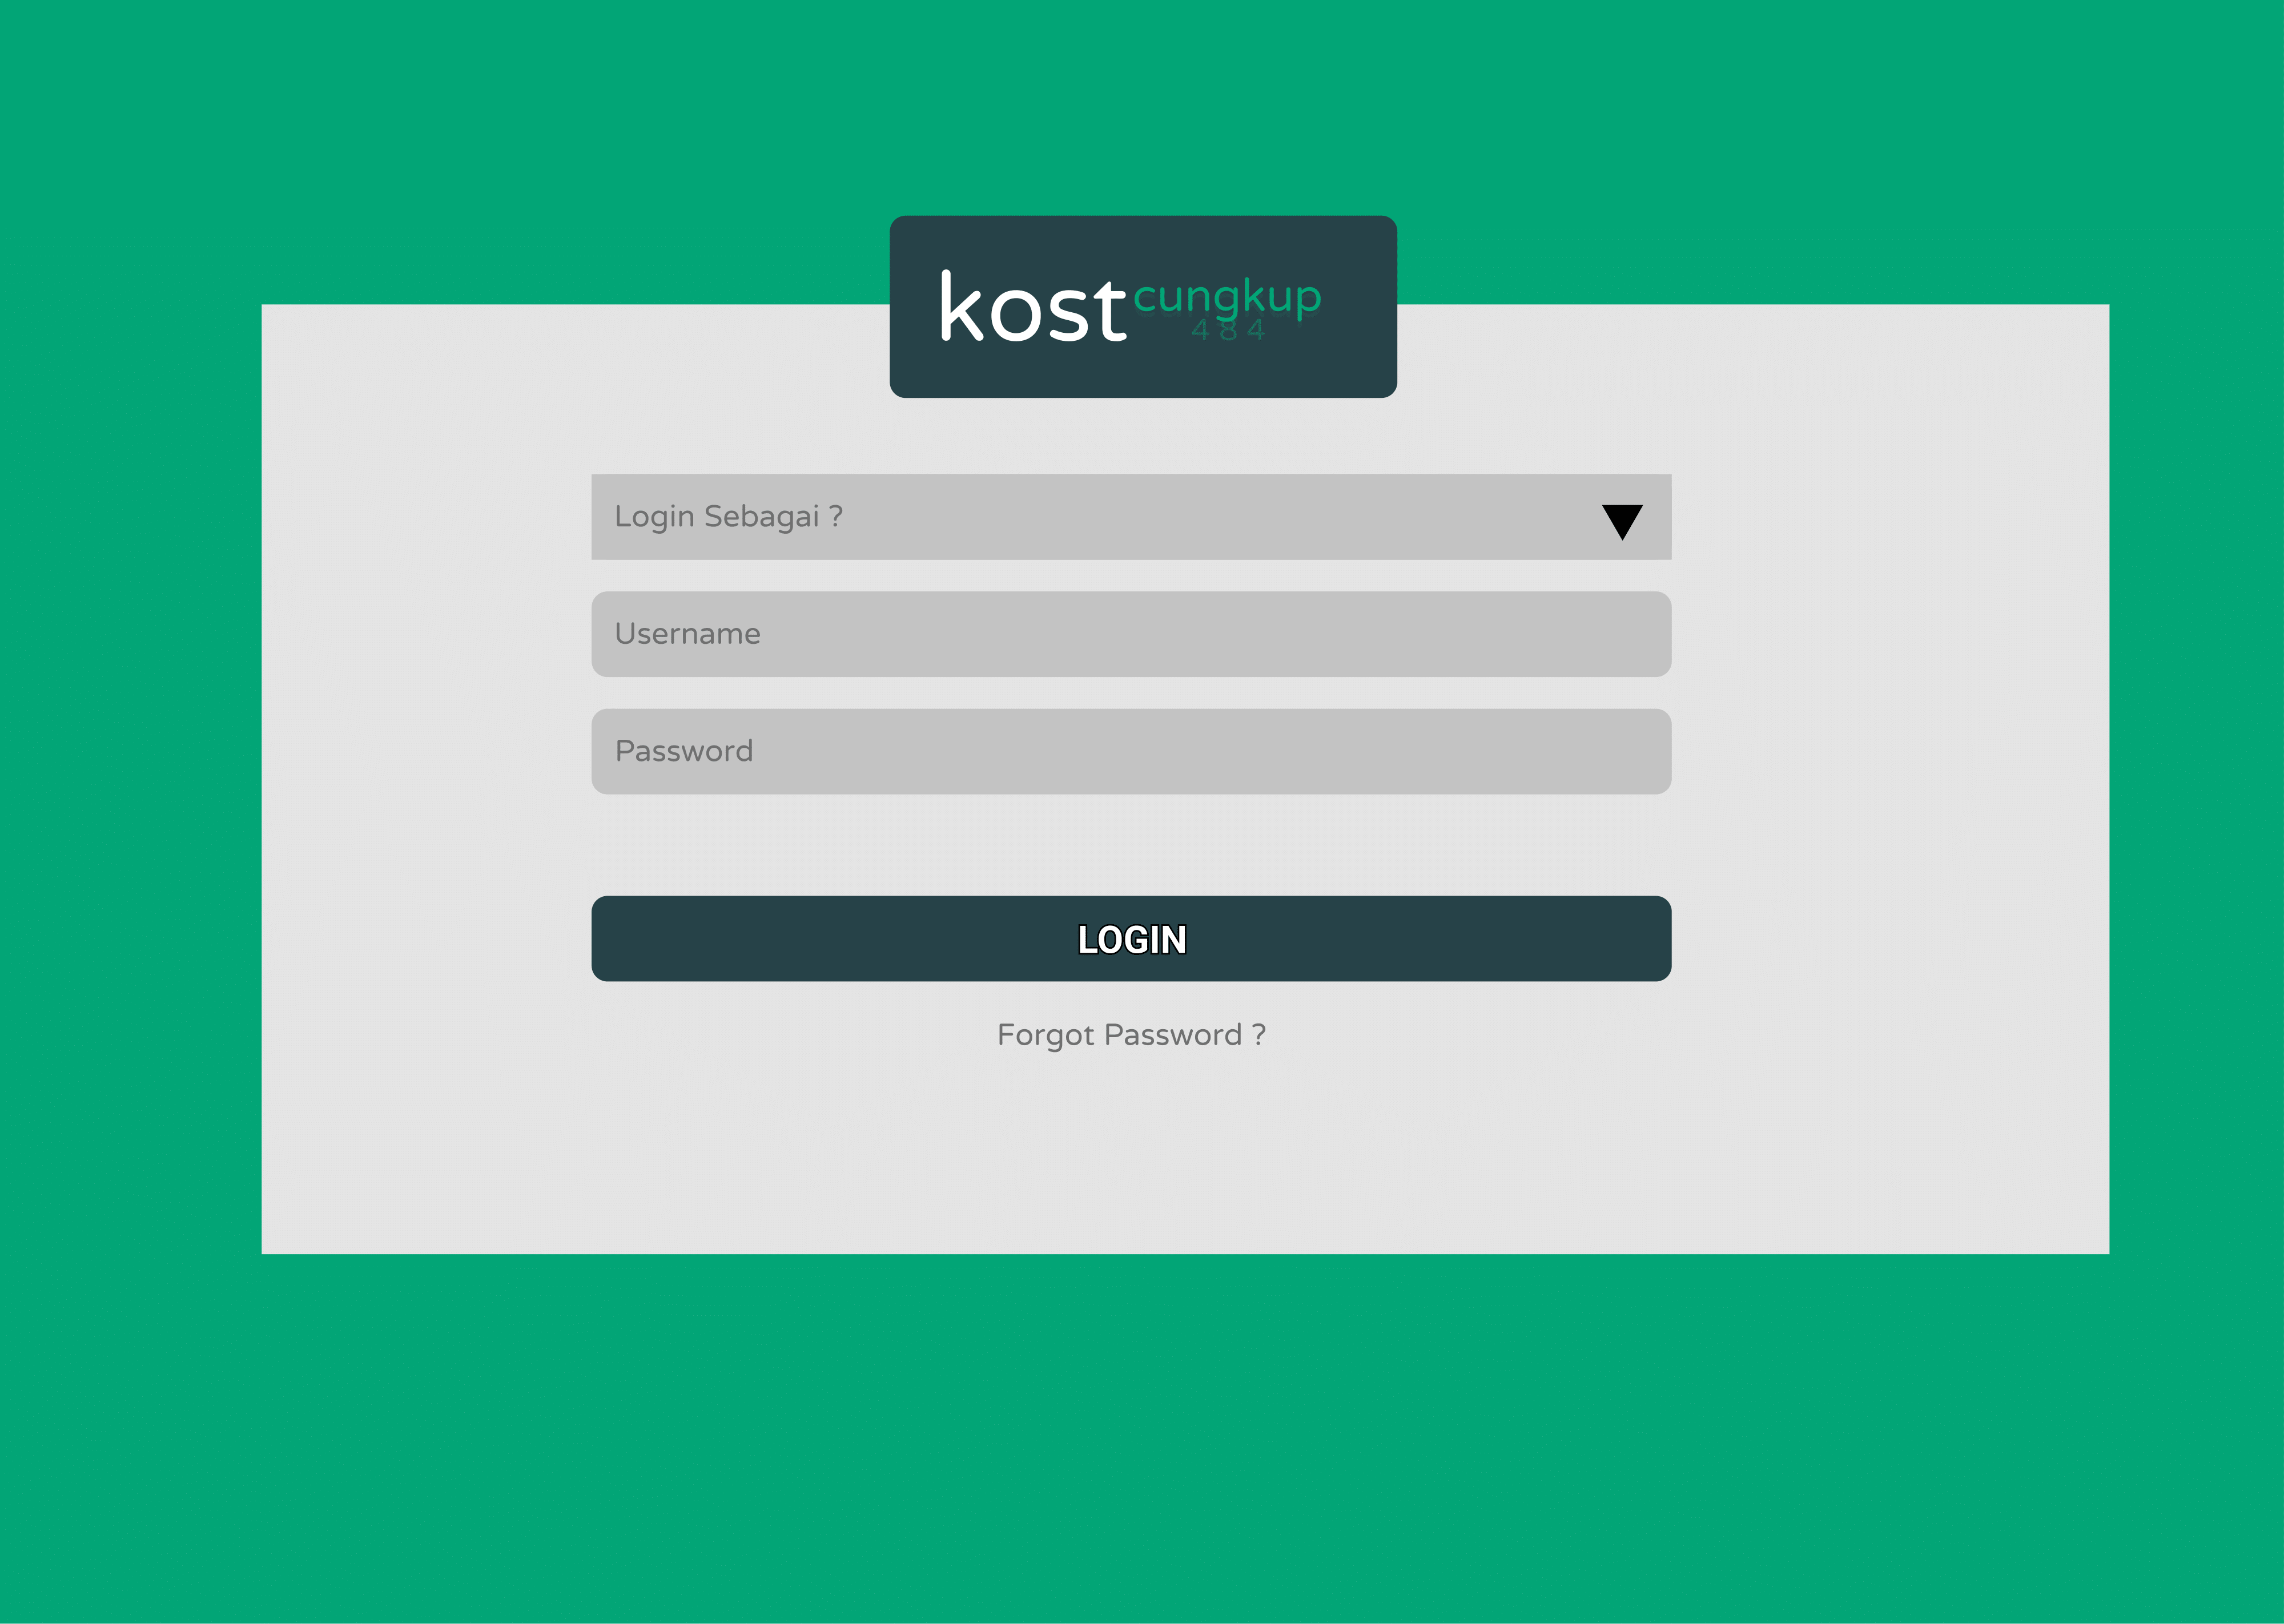 kost cungkup
484
Login Sebagai ?
Username
Password
LOGIN
Forgot Password ?